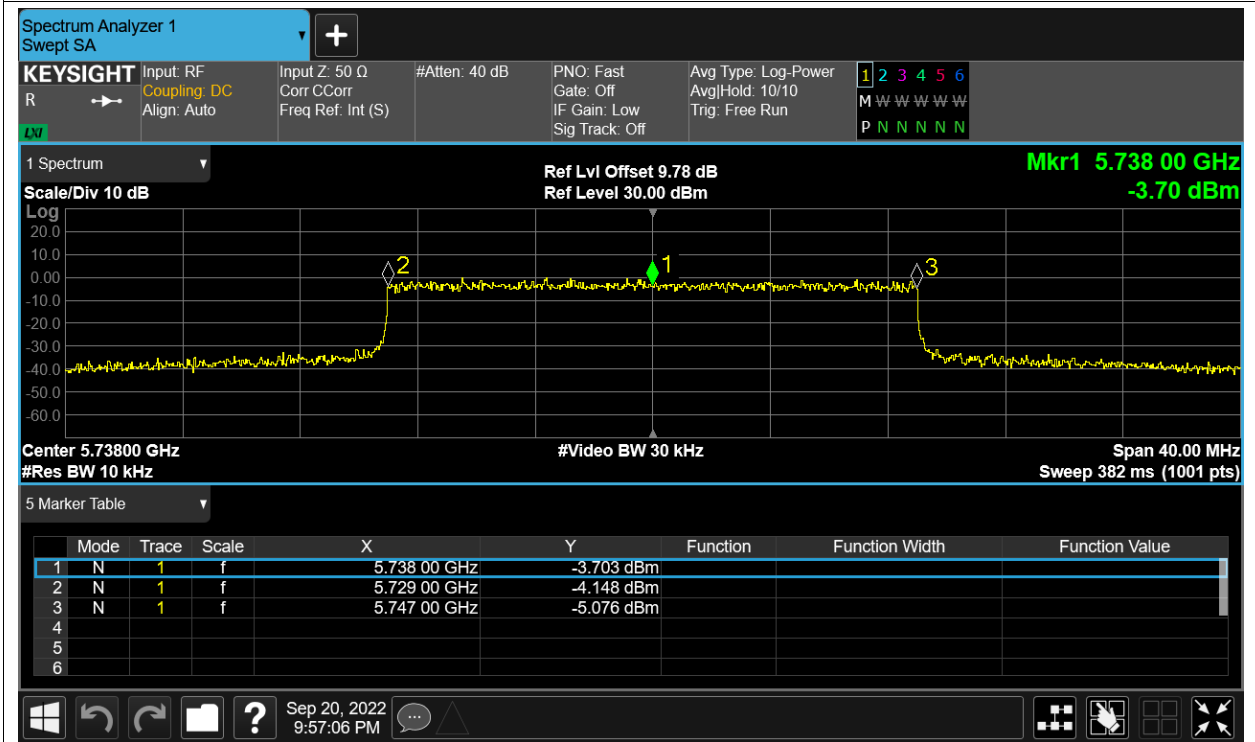 Spectrum Analyzer 1
Swept SA
+
KEYSIGHT Input: RF Input Z: 50 Ω #Atten: 40 dB PNO: Fast Avg Type: Log-Power 1 2 3 4 5 6
R Coupling: DC Corr CCorr Gate: Off Avg|Hold: 10/10 M W W W W W
Align: Auto Freq Ref: Int (S) IF Gain: Low Trig: Free Run
LXI Sig Track: Off P N N N N N
1 Spectrum Ref Lvl Offset 9.78 dB Mkr1 5.738 00 GHz
Scale/Div 10 dB Ref Level 30.00 dBm -3.70 dBm
Log
20.0
10.0
2 1 3
0.00
-10.0
-20.0
-30.0
-40.0
-50.0
-60.0
Center 5.73800 GHz #Video BW 30 kHz Span 40.00 MHz
#Res BW 10 kHz Sweep 382 ms (1001 pts)
5 Marker Table
Mode Trace Scale X Y Function Function Width Function Value
1 N 1 f 5.738 00 GHz -3.703 dBm
2 N 1 f 5.729 00 GHz -4.148 dBm
3 N 1 f 5.747 00 GHz -5.076 dBm
4
5
6
? Sep 20, 2022
9:57:06 PM